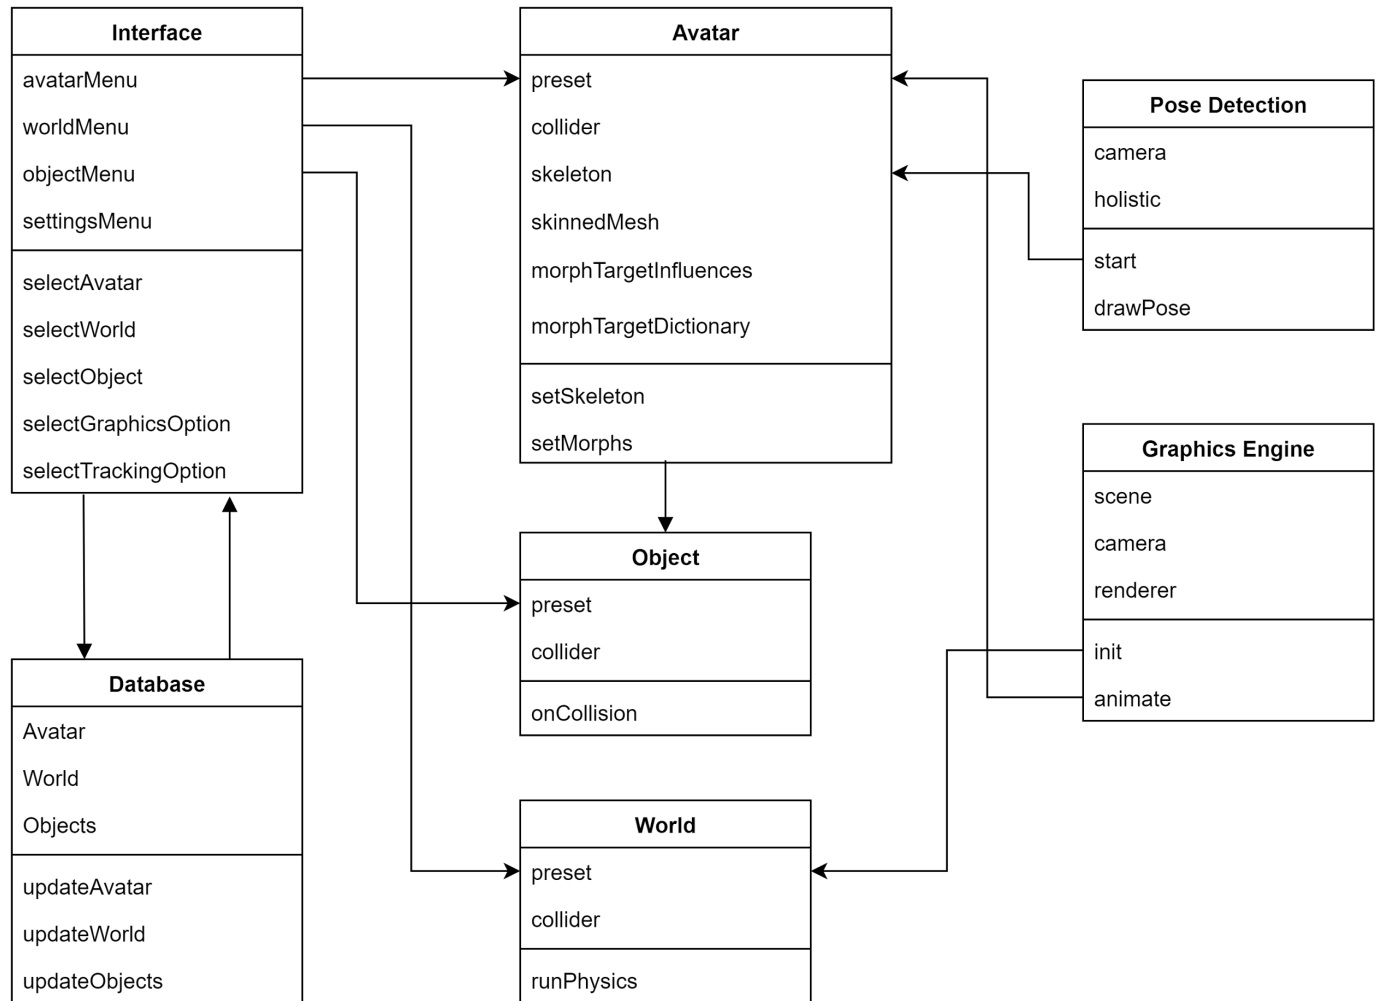 Interface
avatarMenu
worldMenu
objectMenu
settingsMenu
selectAvatar
selectWorld
selectObject
selectGraphicsOption
selectTrackingOption
Avatar
preset
collider
skeleton
skinnedMesh
morphTargetInfluences
morphTargetDictionary
setSkeleton
setMorphs
Pose Detection
camera
holistic
start
drawPose
Graphics Engine
scene
camera
renderer
init
animate
Object
preset
collider
onCollision
Database
Avatar
World
Objects
updateAvatar
updateWorld
updateObjects
World
preset
collider
runPhysics